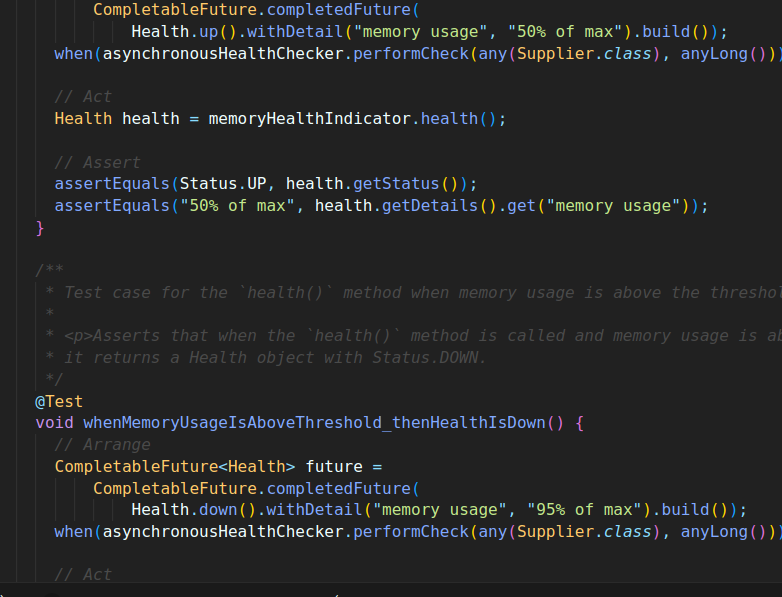 CompletableFuture.completedFuture(
Health.up().withDetail("memory usage", "50% of max").build());
when(asynchronousHealthChecker.performCheck(any(Supplier.class), anyLong()))
// Act
Health health = memoryHealthIndicator.health();
// Assert
assertEquals(Status.UP, health.getStatus());
assertEquals("50% of max", health.getDetails().get("memory usage"));
}
/**
* Test case for the `health()` method when memory usage is above the
*
* <p>Asserts that when the `health()` method is called and memory usage is
* it returns a Health object with Status.DOWN.
*/
@Test
void whenMemoryUsageIsAboveThreshold_thenHealthIsDown() {
// Arrange
CompletableFuture<Health> future =
CompletableFuture.completedFuture(
Health.down().withDetail("memory usage", "95% of max").build());
when(asynchronousHealthChecker.performCheck(any(Supplier.class), anyLong()))
// Act